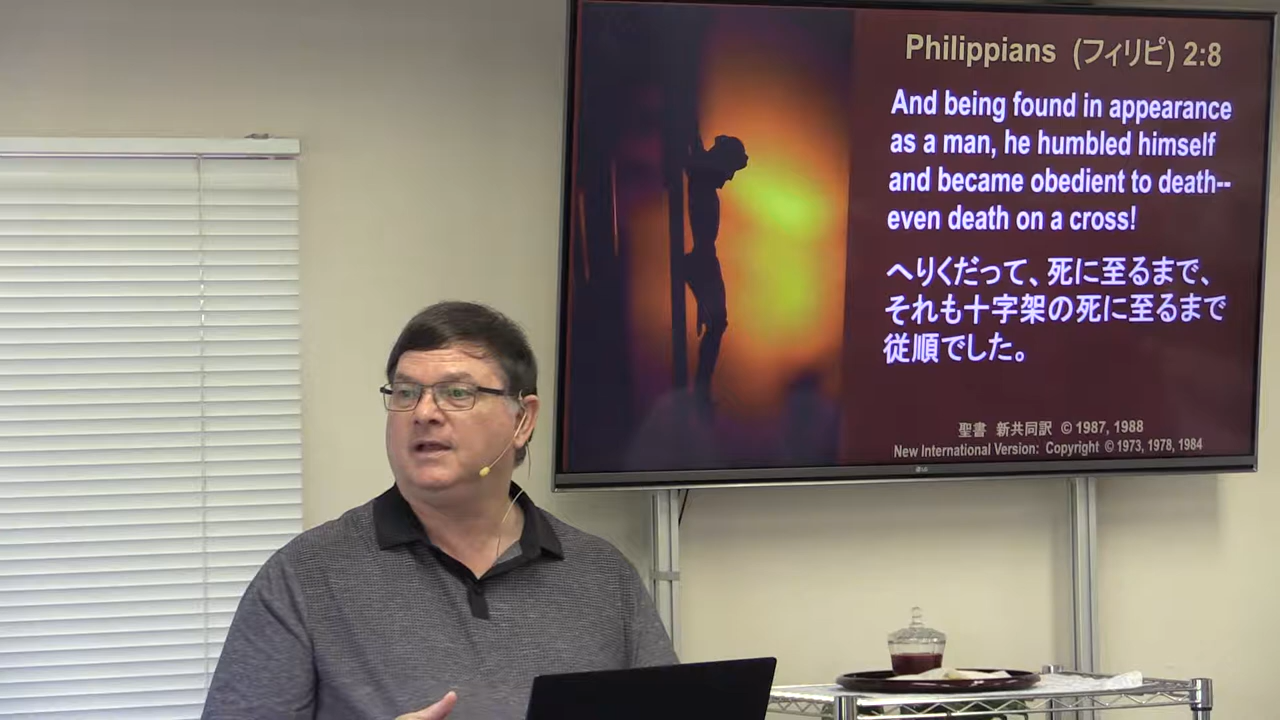 Philippians (フィリピ) 2:8
And being found in appearance
as a man, he humbled himself
and became obedient to death--
even death on a cross!
へりくだって、死に至るまで、
それも十字架の死に至るまで
従順でした。
聖書 新共同訳 © 1987, 1988
New International Version: Copyright © 1973, 1978, 1984
LG